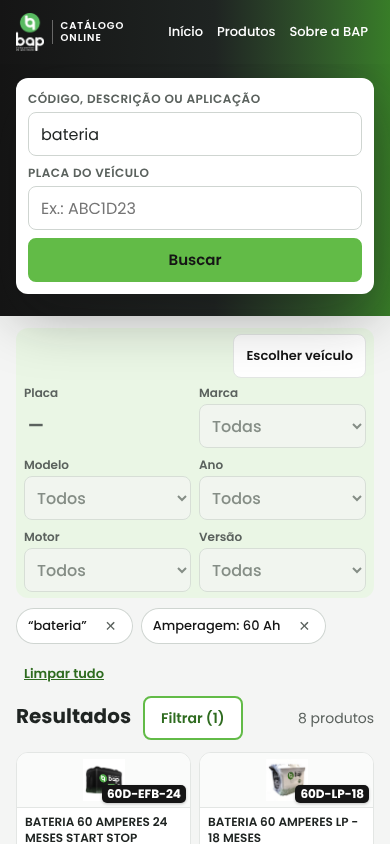 bap
CATÁLOGO
ONLINE
Início
Produtos
Sobre a BAP
CÓDIGO, DESCRIÇÃO OU APLICAÇÃO
bateria
PLACA DO VEÍCULO
Ex.: ABC1D23
Buscar
Escolher veículo
Placa
Marca
—
Todas
Modelo
Ano
Todos
Todos
Motor
Versão
Todos
Todas
“bateria” ×
Amperagem: 60 Ah ×
Limpar tudo
Resultados
Filtrar (1)
8 produtos
bap
60D-EFB-24
60D-LP-18
BATERIA 60 AMPERES 24
MESES START STOP
BATERIA 60 AMPERES LP -
18 MESES